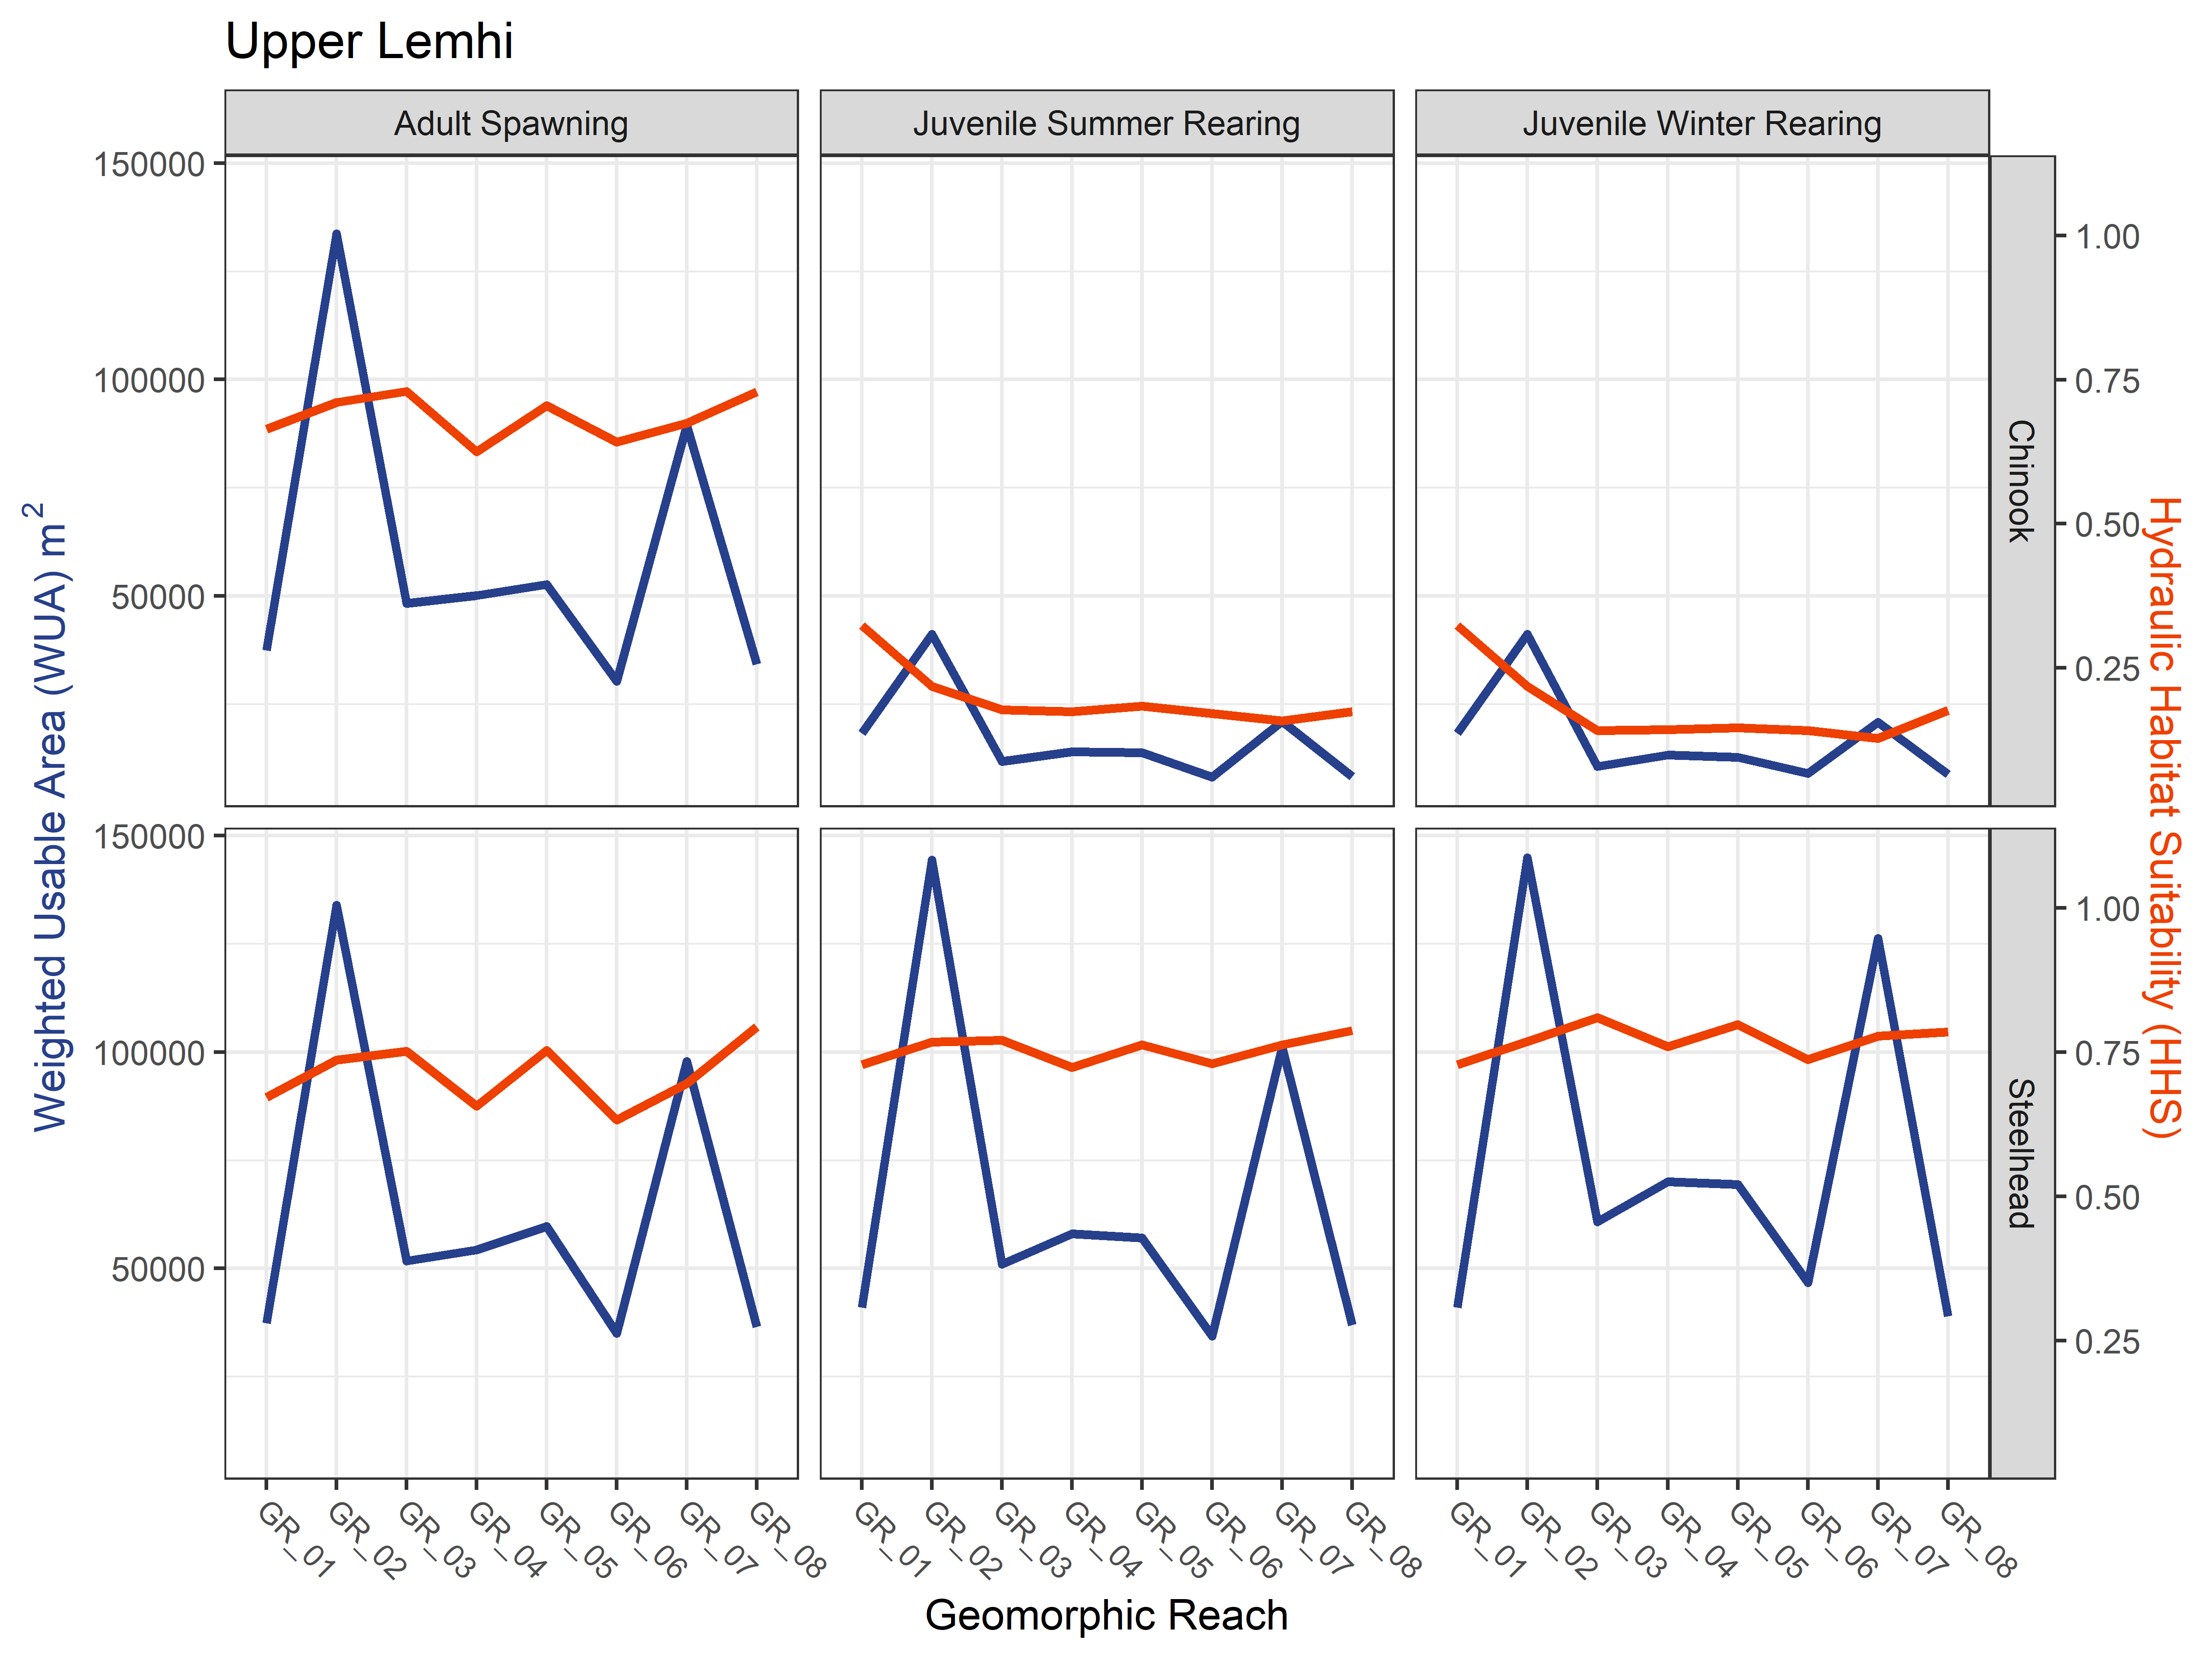 Upper Lemhi
Adult Spawning
Juvenile Summer Rearing
Juvenile Winter Rearing
150000
100000
50000
1.00
0.75
0.50
0.25
Chinook
150000
100000
50000
1.00
0.75
0.50
0.25
Steelhead
Weighted Usable Area (WUA) m²
Hydraulic Habitat Suitability (HHS)
GR_01
GR_02
GR_03
GR_04
GR_05
GR_06
GR_07
GR_08
GR_01
GR_02
GR_03
GR_04
GR_05
GR_06
GR_07
GR_08
GR_01
GR_02
GR_03
GR_04
GR_05
GR_06
GR_07
GR_08
Geomorphic Reach